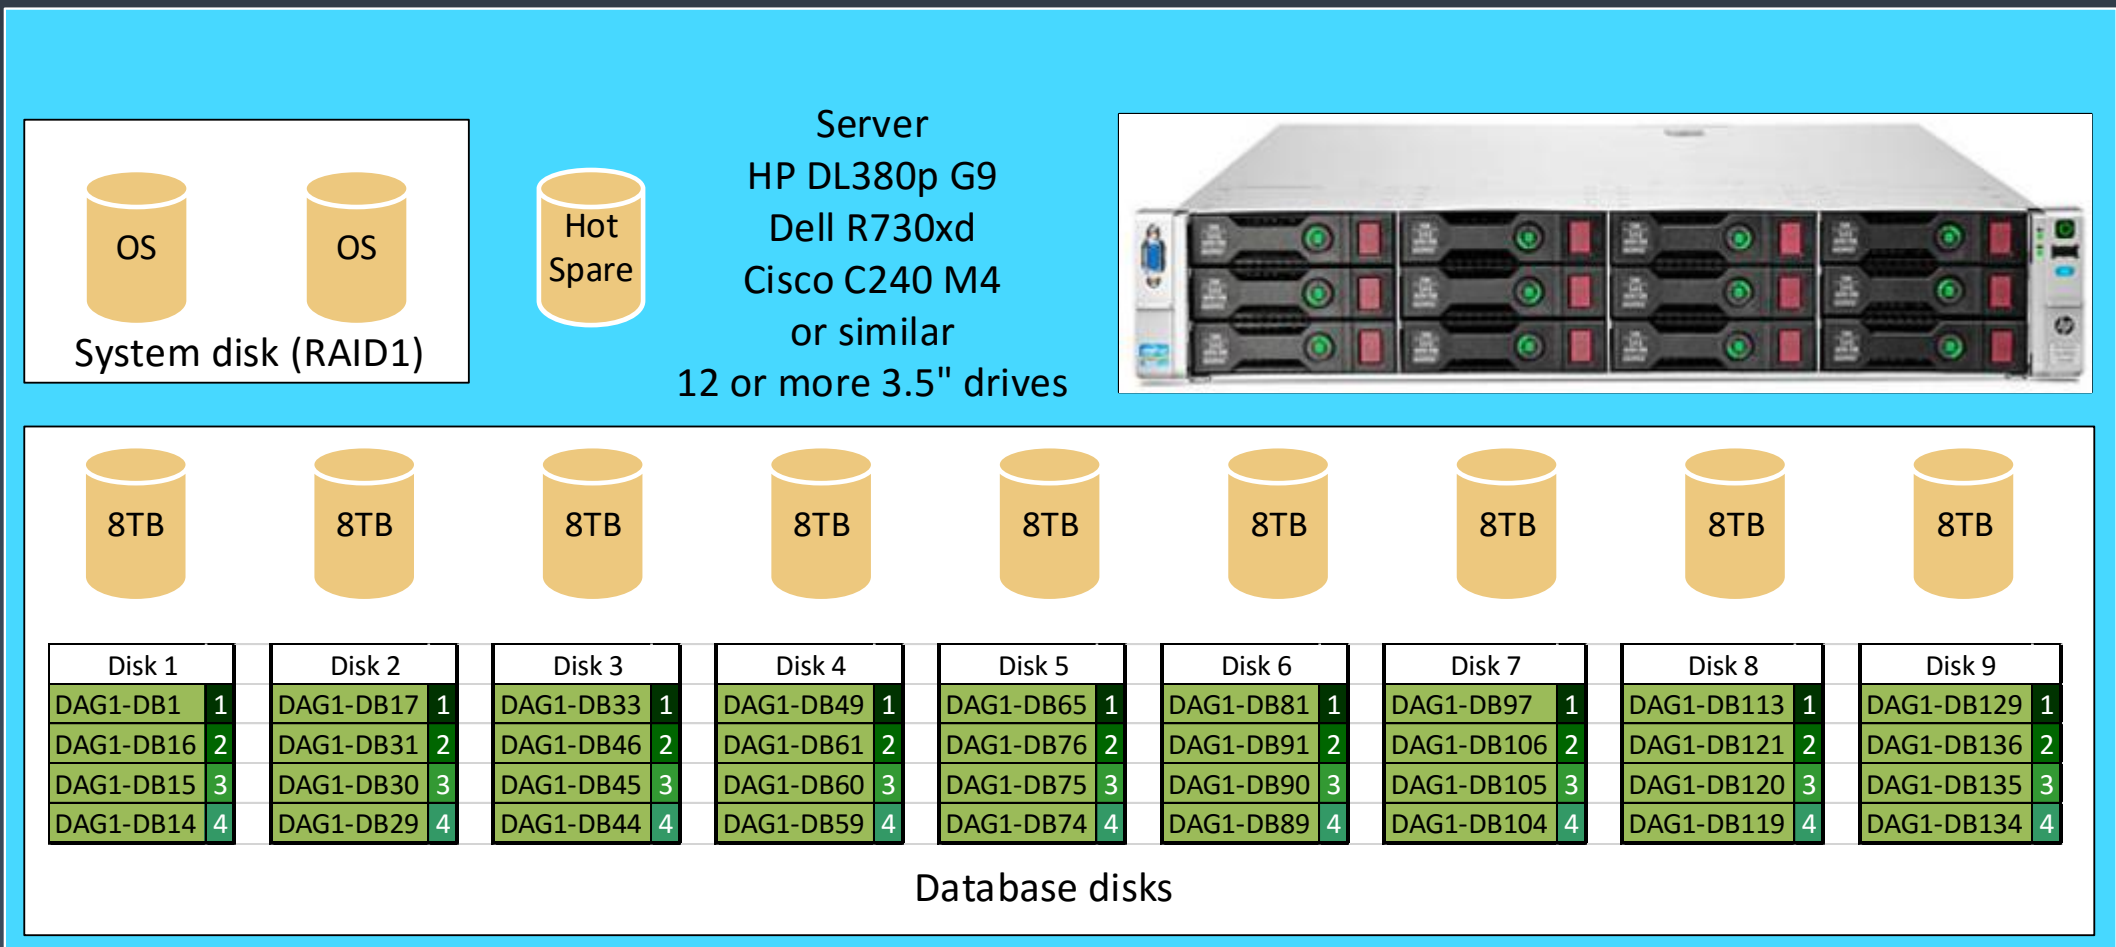 OS
OS
System disk (RAID1)
Hot
Spare
Server
HP DL380p G9
Dell R730xd
Cisco C240 M4
or similar
12 or more 3.5" drives
8TB
8TB
8TB
8TB
8TB
8TB
8TB
8TB
8TB
Disk 1
DAG1-DB1 1
DAG1-DB16 2
DAG1-DB15 3
DAG1-DB14 4
Disk 2
DAG1-DB17 1
DAG1-DB31 2
DAG1-DB30 3
DAG1-DB29 4
Disk 3
DAG1-DB33 1
DAG1-DB46 2
DAG1-DB45 3
DAG1-DB44 4
Disk 4
DAG1-DB49 1
DAG1-DB61 2
DAG1-DB60 3
DAG1-DB59 4
Disk 5
DAG1-DB65 1
DAG1-DB76 2
DAG1-DB75 3
DAG1-DB74 4
Disk 6
DAG1-DB81 1
DAG1-DB91 2
DAG1-DB90 3
DAG1-DB89 4
Disk 7
DAG1-DB97 1
DAG1-DB106 2
DAG1-DB105 3
DAG1-DB104 4
Disk 8
DAG1-DB113 1
DAG1-DB121 2
DAG1-DB120 3
DAG1-DB119 4
Disk 9
DAG1-DB129 1
DAG1-DB136 2
DAG1-DB135 3
DAG1-DB134 4
Database disks